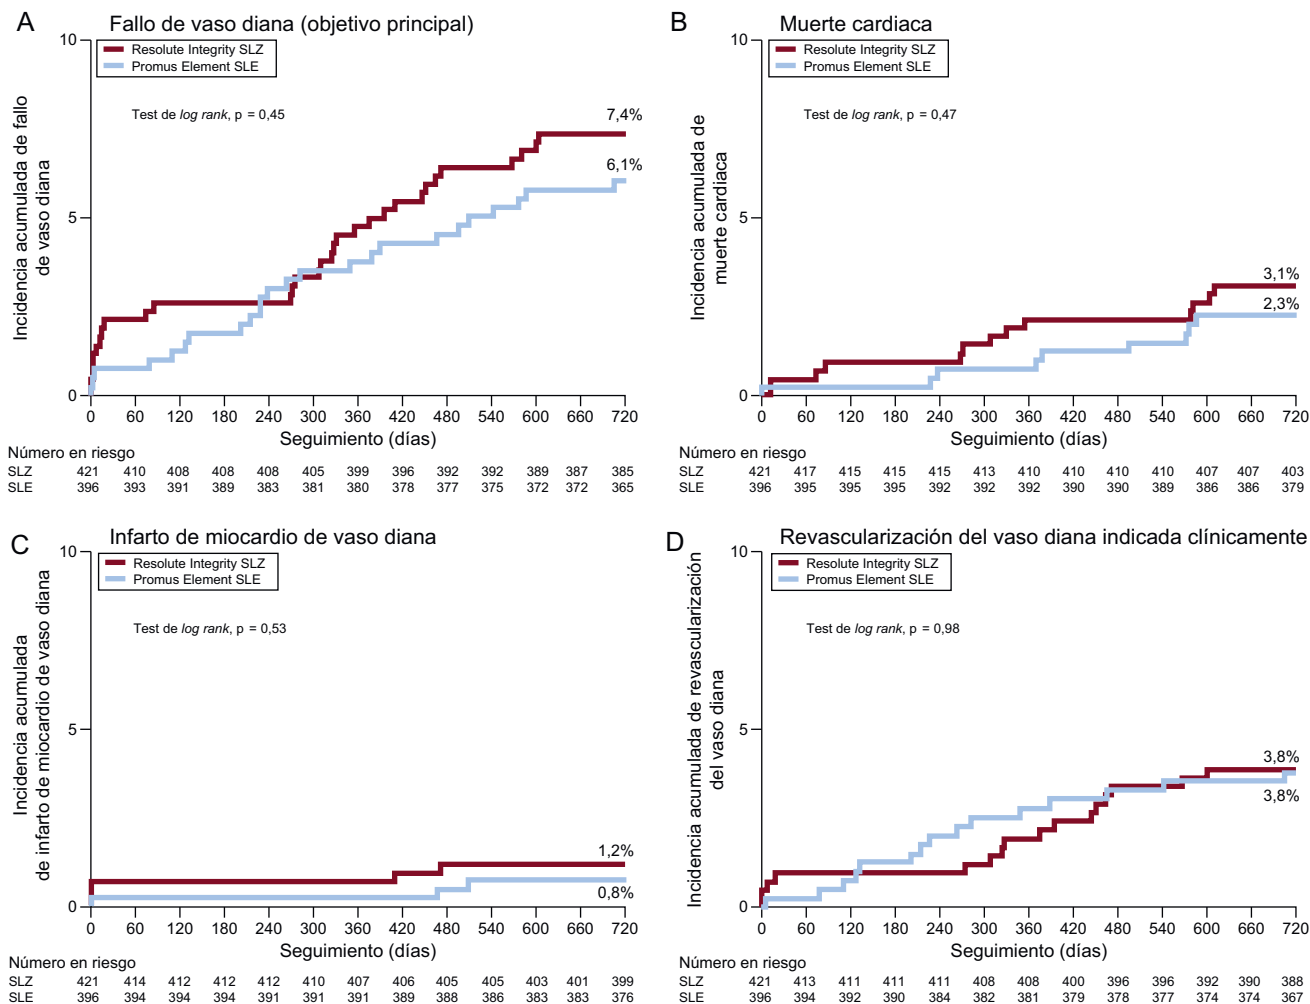 A
Fallo de vaso diana (objetivo principal)
Resolute Integrity SLZ
Promus Element SLE
Test de log rank, p = 0,45
7,4%
6,1%
Incidencia acumulada de fallo
de vaso diana
10
5
0
0 60 120 180 240 300 360 420 480 540 600 660 720
Seguimiento (días)
Número en riesgo
SLZ 421 410 408 408 408 405 399 396 392 392 389 387 385
SLE 396 393 391 389 383 381 380 378 377 375 372 372 365
B
Muerte cardiaca
Resolute Integrity SLZ
Promus Element SLE
Test de log rank, p = 0,47
3,1%
2,3%
Incidencia acumulada de
muerte cardiaca
10
5
0
0 60 120 180 240 300 360 420 480 540 600 660 720
Seguimiento (días)
Número en riesgo
SLZ 421 417 415 415 415 413 410 410 410 410 407 407 403
SLE 396 395 395 395 392 392 392 390 390 389 386 386 379
C
Infarto de miocardio de vaso diana
Resolute Integrity SLZ
Promus Element SLE
Test de log rank, p = 0,53
1,2%
0,8%
Incidencia acumulada
de infarto de miocardio de vaso diana
10
5
0
0 60 120 180 240 300 360 420 480 540 600 660 720
Seguimiento (días)
Número en riesgo
SLZ 421 414 412 412 412 410 407 406 405 405 403 401 399
SLE 396 394 394 394 391 391 391 389 388 386 383 383 376
D
Revascularización del vaso diana indicada clínicamente
Resolute Integrity SLZ
Promus Element SLE
Test de log rank, p = 0,98
3,8%
3,8%
Incidencia acumulada de revascularización
del vaso diana
10
5
0
0 60 120 180 240 300 360 420 480 540 600 660 720
Seguimiento (días)
Número en riesgo
SLZ 421 413 411 411 411 408 408 400 396 396 392 390 388
SLE 396 394 392 390 384 382 381 379 378 377 374 374 367